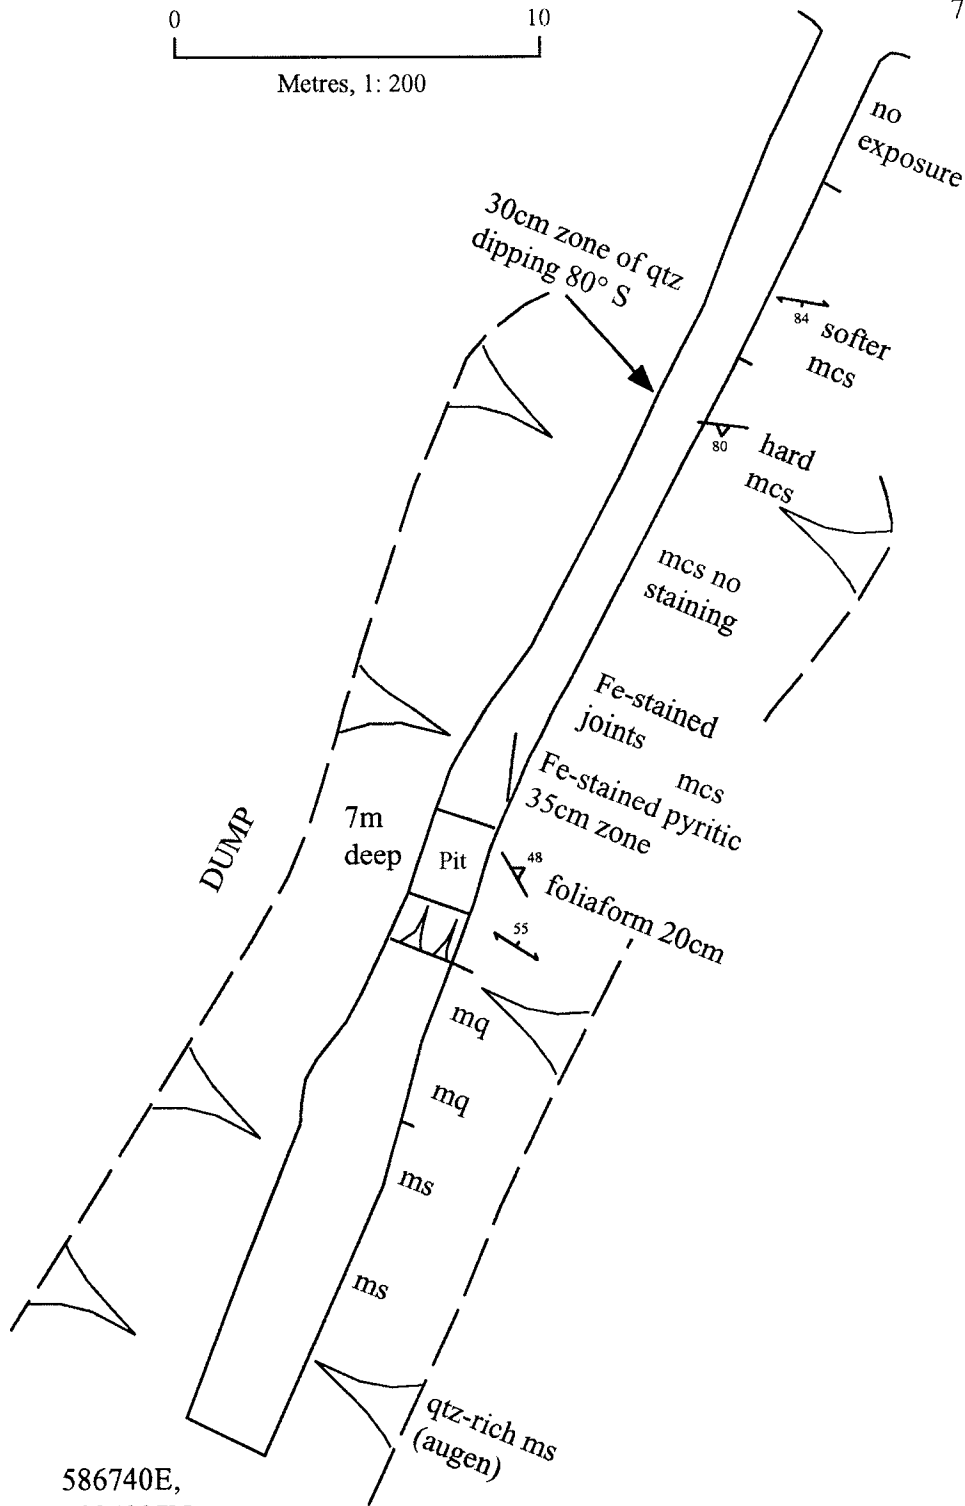 0
10
7
Metres, 1: 200
no
exposure
30cm zone of qtz
dipping 80° S
84
softer
mcs
80
hard
mcs
mcs no
staining
Fe-stained
joints
mcs
Fe-stained pyritic
35cm zone
7m
deep
Pit
DUMP
48
foliaform 20cm
55
mq
mq
ms
ms
qtz-rich ms
(augen)
586740E,